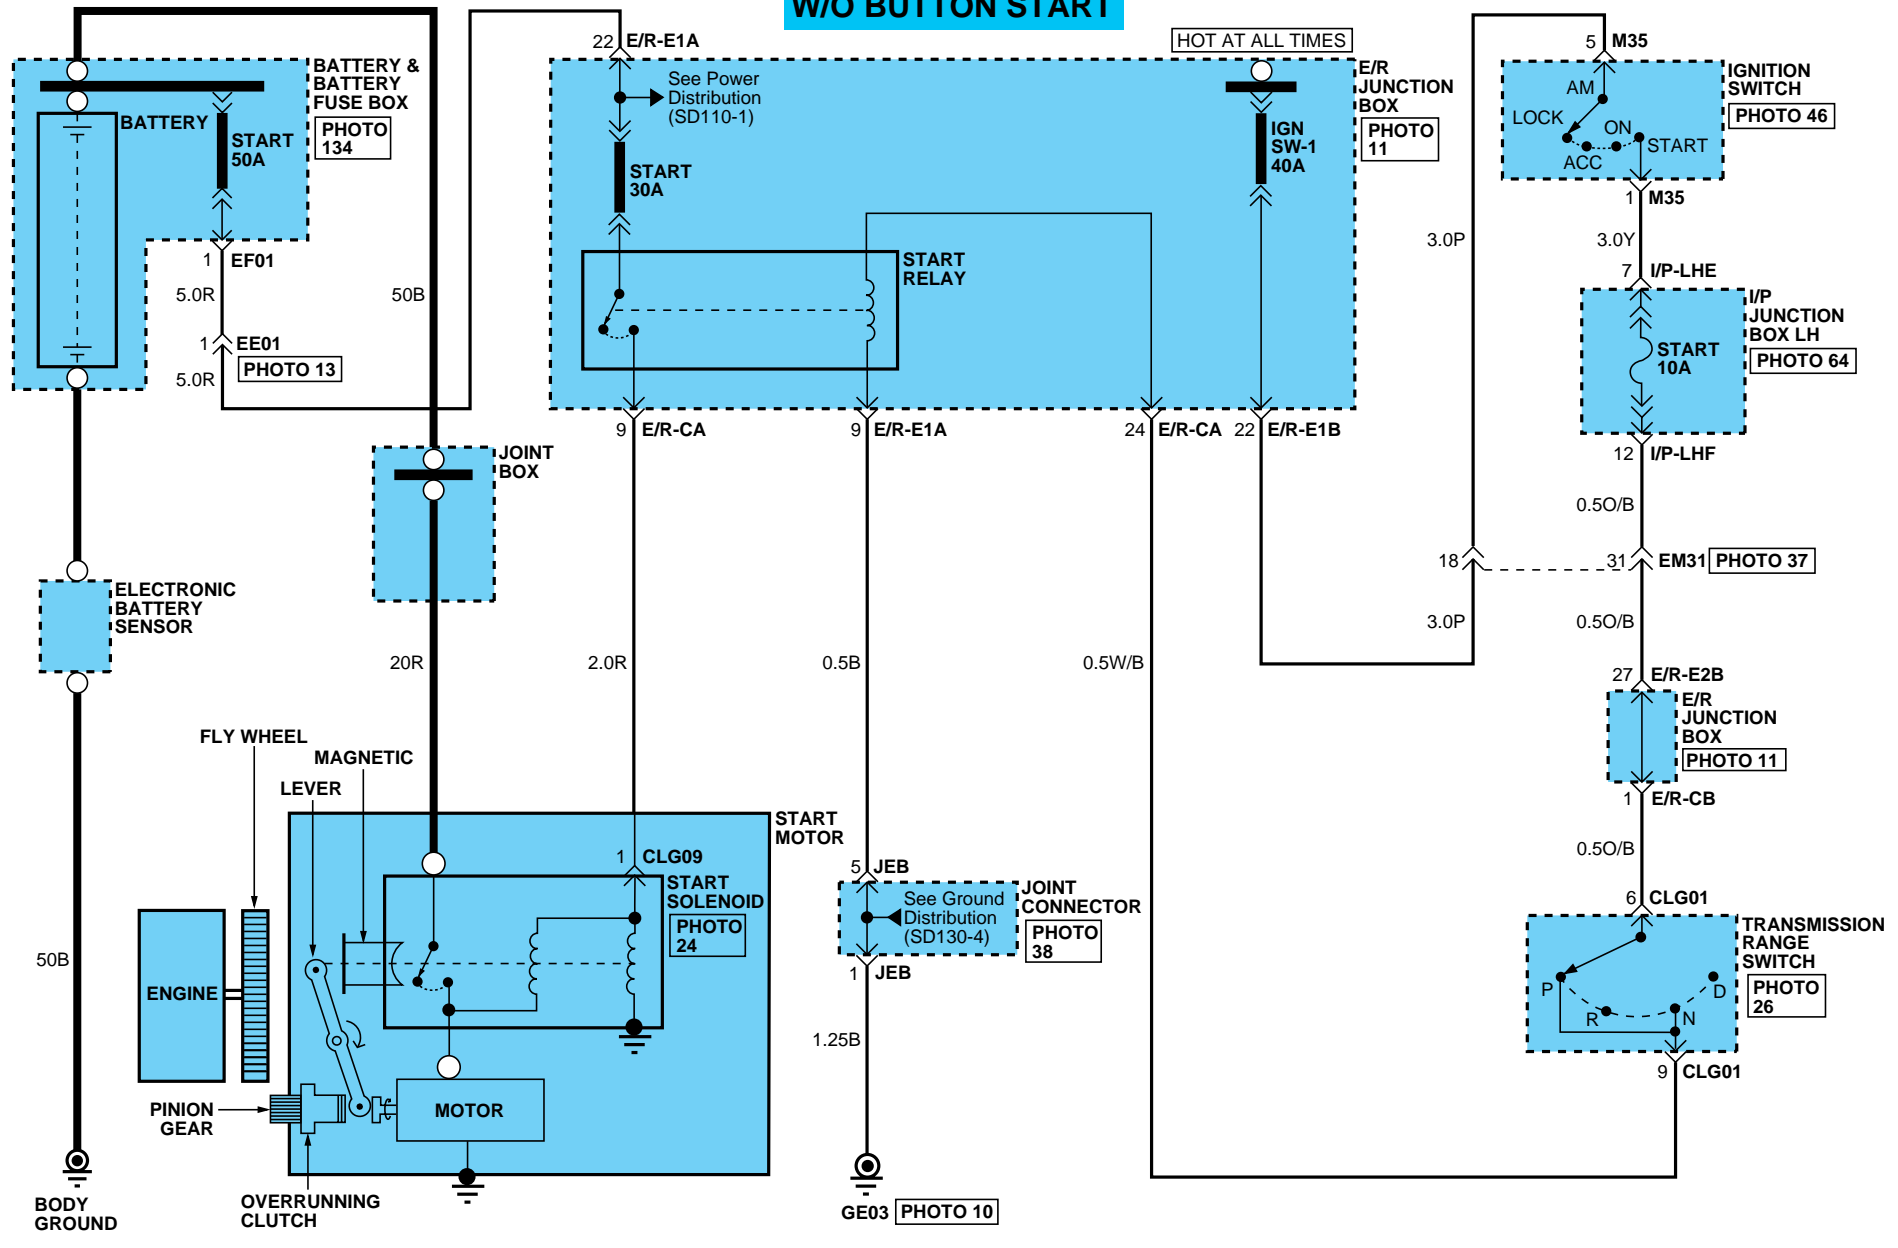 W/O BUTTON START
22 E/R-E1A
HOT AT ALL TIMES
5 M35
BATTERY &
BATTERY
FUSE BOX
PHOTO
134
BATTERY
START
50A
1 EF01
5.0R
50B
1 EE01
PHOTO 13
5.0R
See Power
Distribution
(SD110-1)
START
30A
START
RELAY
IGN
SW-1
40A
E/R
JUNCTION
BOX
PHOTO
11
AM
LOCK
ON
ACC
START
IGNITION
SWITCH
PHOTO 46
1 M35
3.0P
3.0Y
7 I/P-LHE
I/P
JUNCTION
BOX LH
PHOTO 64
START
10A
12 I/P-LHF
9 E/R-CA
9 E/R-E1A
24 E/R-CA
22 E/R-E1B
JOINT
BOX
0.5O/B
18
31 EM31 PHOTO 37
ELECTRONIC
BATTERY
SENSOR
3.0P
0.5O/B
20R
2.0R
0.5B
0.5W/B
27 E/R-E2B
E/R
JUNCTION
BOX
PHOTO 11
1 E/R-CB
0.5O/B
FLY WHEEL
MAGNETIC
LEVER
START
MOTOR
1 CLG09
START
SOLENOID
PHOTO
24
5 JEB
See Ground
Distribution
(SD130-4)
JOINT
CONNECTOR
PHOTO
38
1 JEB
6 CLG01
TRANSMISSION
RANGE
SWITCH
PHOTO
26
P
R
N
D
9 CLG01
50B
ENGINE
1.25B
PINION
GEAR
MOTOR
BODY
GROUND
OVERRUNNING
CLUTCH
GE03 PHOTO 10